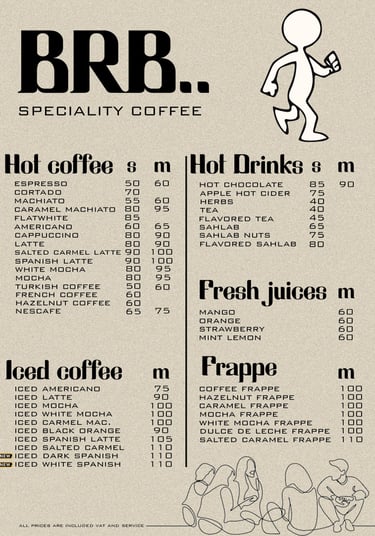 BRB..
SPECIALITY COFFEE
Hot coffee s m
ESPRESSO 50 60
CORTADO 70
MACHIATO 55 60
CARAMEL MACHIATO 80 95
FLATWHITE 85
AMERICANO 60 65
CAPPUCCINO 80 90
LATTE 80 90
SALTED CARMEL LATTE 90 100
SPANISH LATTE 90 100
WHITE MOCHA 80 95
MOCHA 80 95
TURKISH COFFEE 50 60
FRENCH COFFEE 60
HAZELNUT COFFEE 60
NESCAFE 65 75
Iced coffee m
ICED AMERICANO 75
ICED LATTE 90
ICED MOCHA 100
ICED WHITE MOCHA 100
ICED CARMEL MAC. 100
ICED BLACK ORANGE 90
ICED SPANISH LATTE 105
ICED SALTED CARMEL 110
NEW ICED DARK SPANISH 110
NEW ICED WHITE SPANISH 110
Hot Drinks s m
HOT CHOCOLATE 85 90
APPLE HOT CIDER 75
HERBS 40
TEA 40
FLAVORED TEA 45
SAHLAB 65
SAHLAB NUTS 75
FLAVORED SAHLAB 80
Fresh juices m
MANGO 60
ORANGE 60
STRAWBERRY 60
MINT LEMON 60
Frappe m
COFFEE FRAPPE 100
HAZELNUT FRAPPE 100
CARAMEL FRAPPE 100
MOCHA FRAPPE 100
WHITE MOCHA FRAPPE 100
DULCE DE LECHE FRAPPE 100
SALTED CARAMEL FRAPPE 110
ALL PRICES ARE INCLUDED VAT AND SERVICE